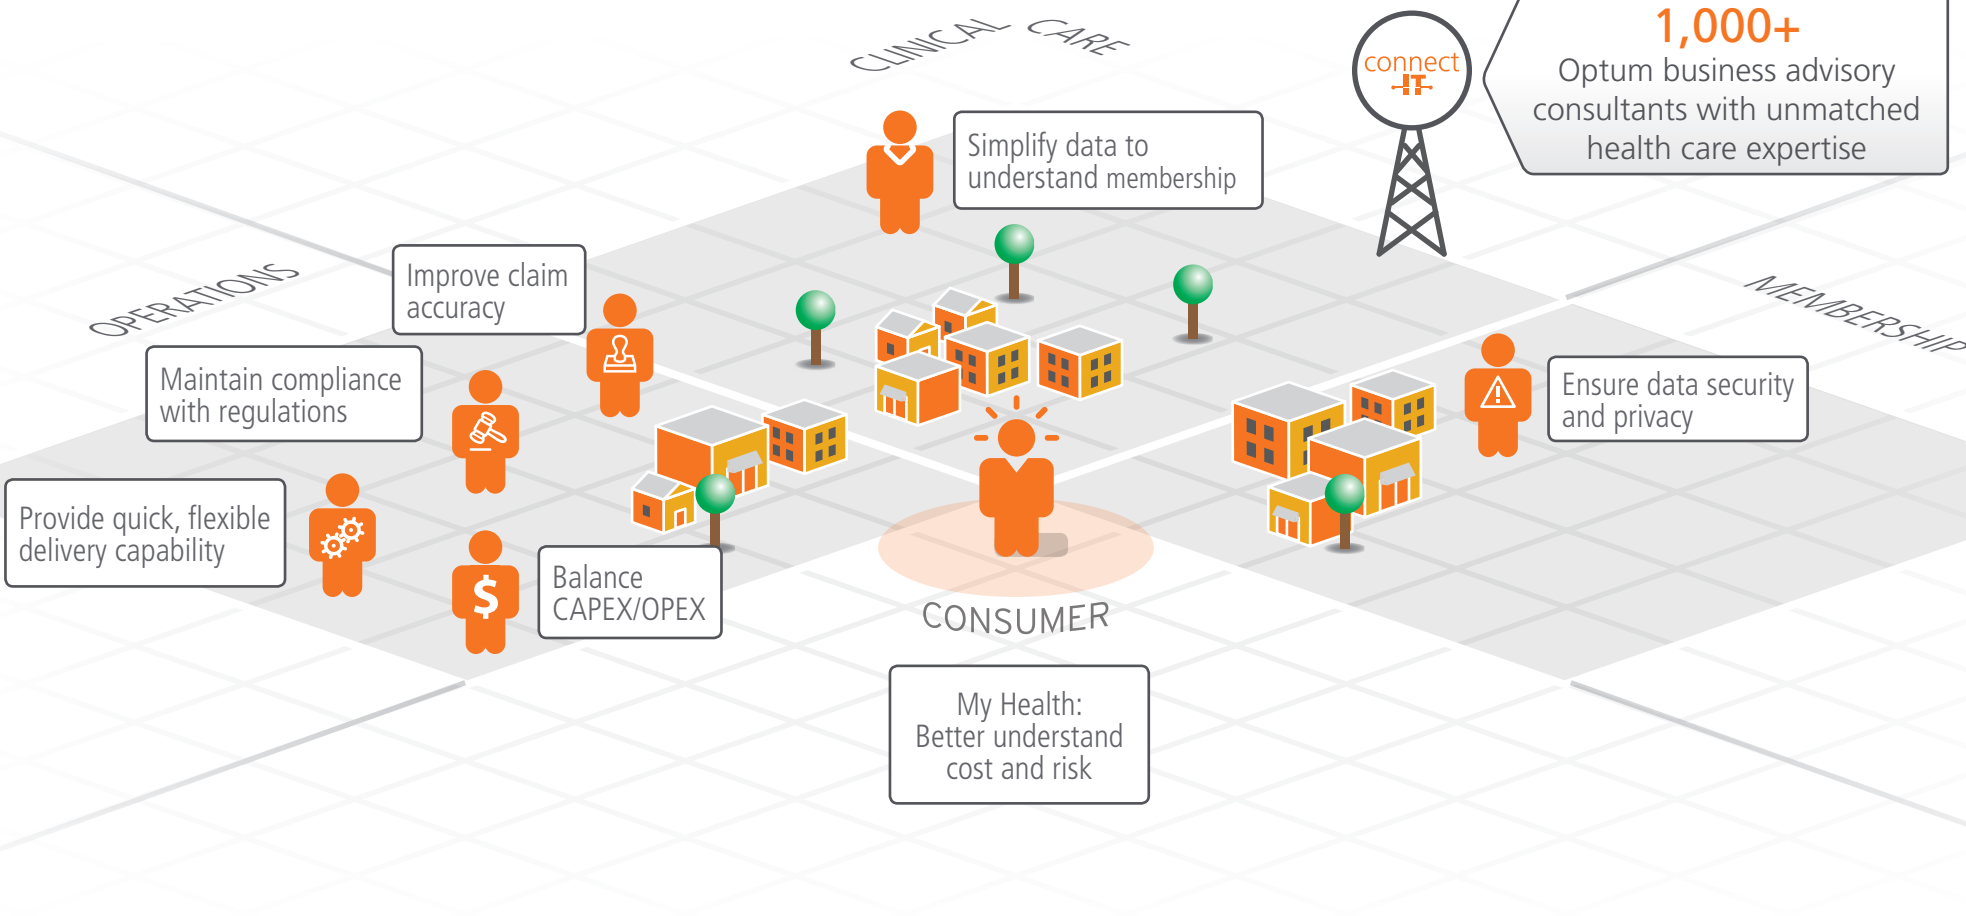 CLINICAL CARE
connect
IT
1,000+
Optum business advisory
consultants with unmatched
health care expertise
Simplify data to
understand membership
OPERATIONS
Improve claim
accuracy
MEMBERSHIP
Maintain compliance
with regulations
Ensure data security
and privacy
Provide quick, flexible
delivery capability
$
Balance
CAPEX/OPEX
CONSUMER
My Health:
Better understand
cost and risk